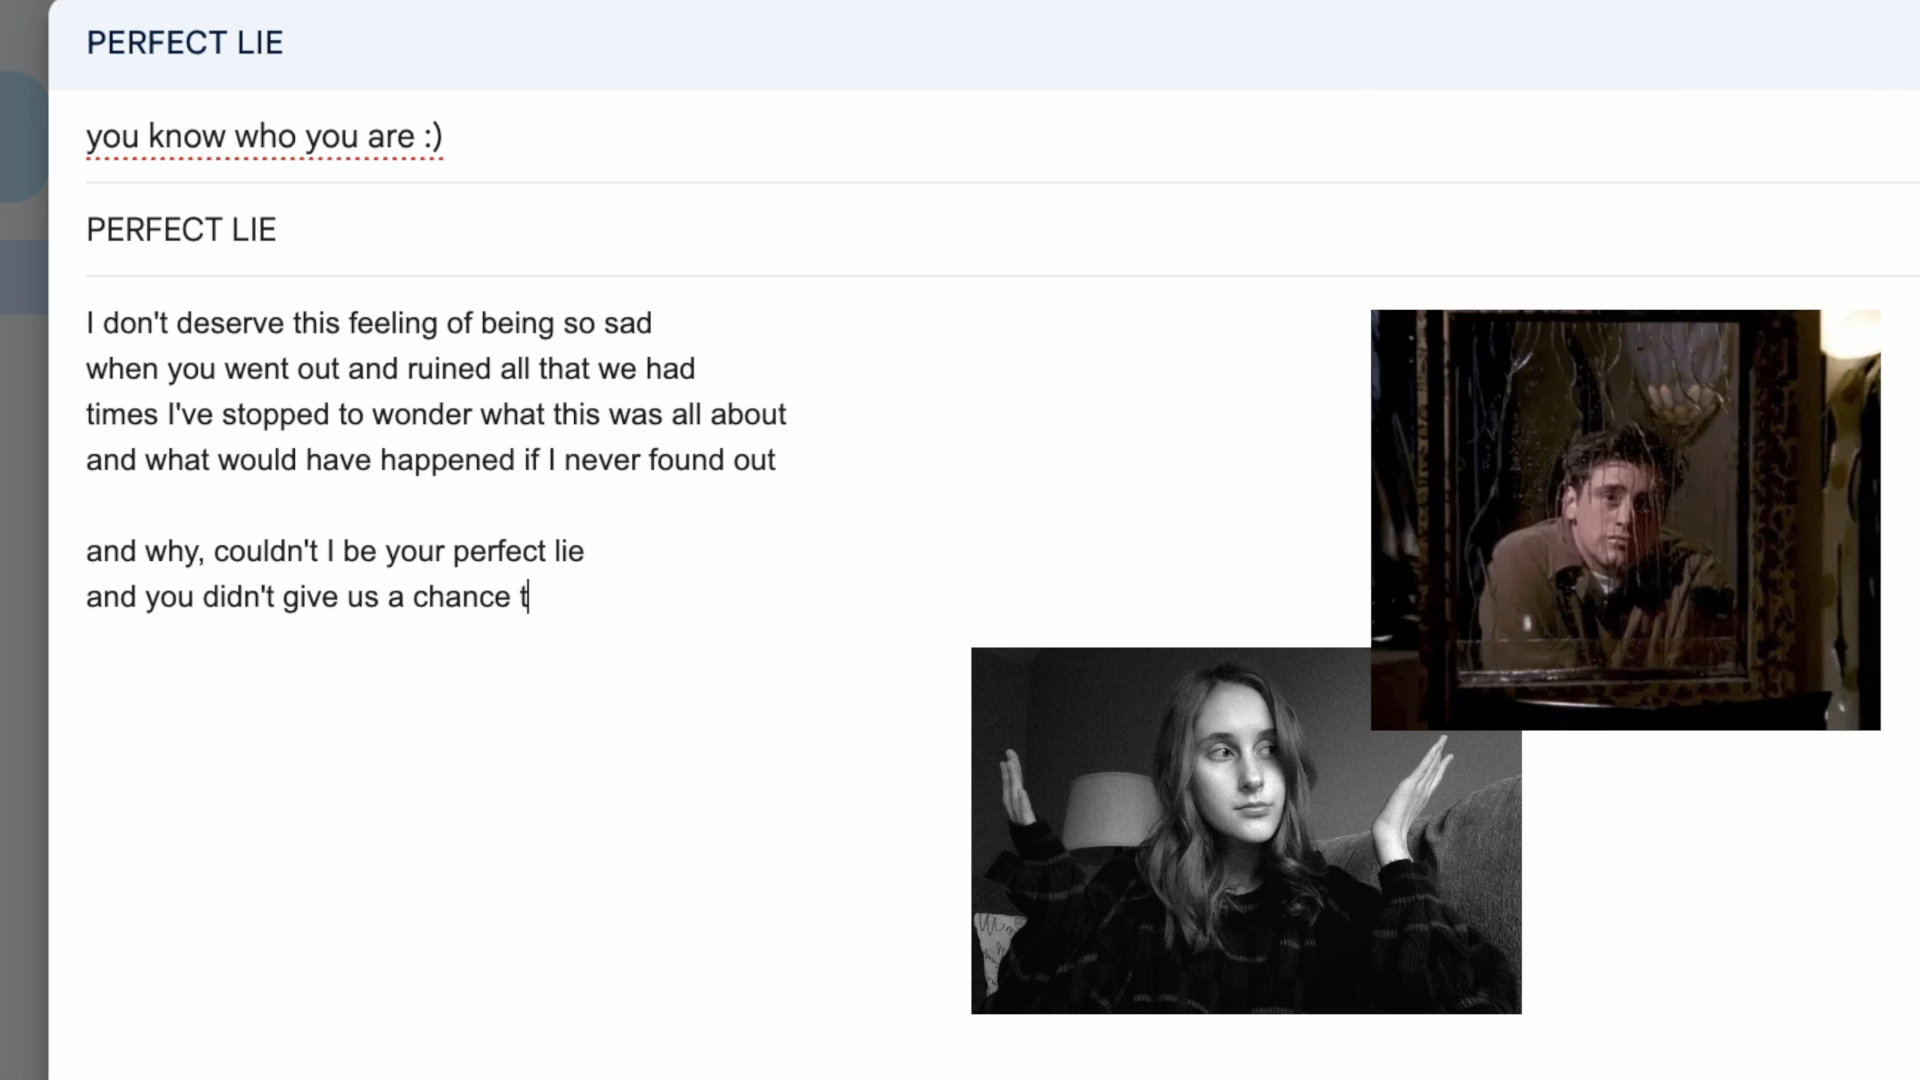 PERFECT LIE
you know who you are :)
PERFECT LIE
I don't deserve this feeling of being so sad
when you went out and ruined all that we had
times I've stopped to wonder what this was all about
and what would have happened if I never found out
and why, couldn't I be your perfect lie
and you didn't give us a chance t